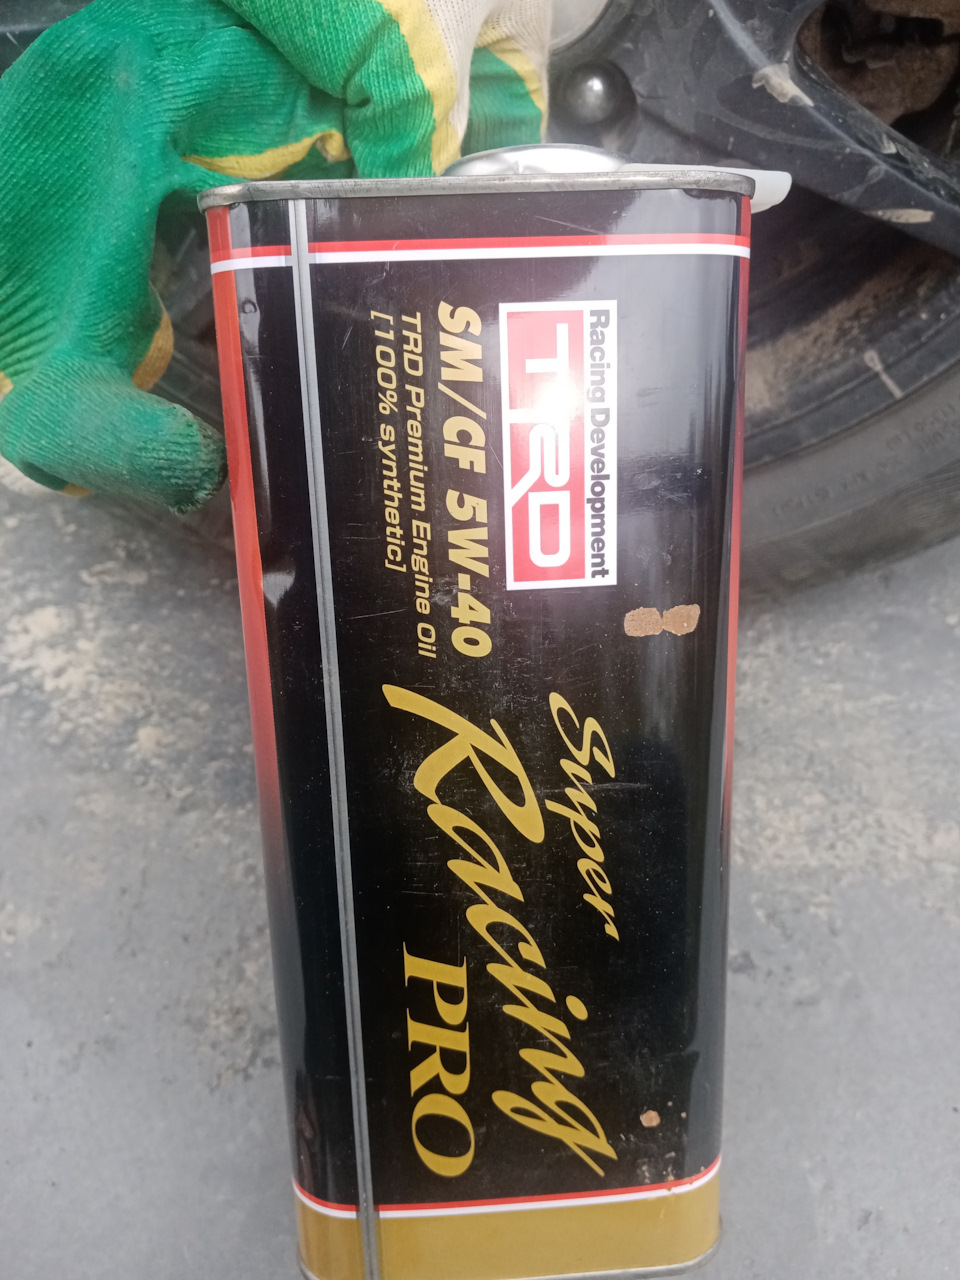 TRD
Racing Development
SM/CF 5W-40
TRD Premium Engine Oil
[100% synthetic]
Super
Racing
PRO